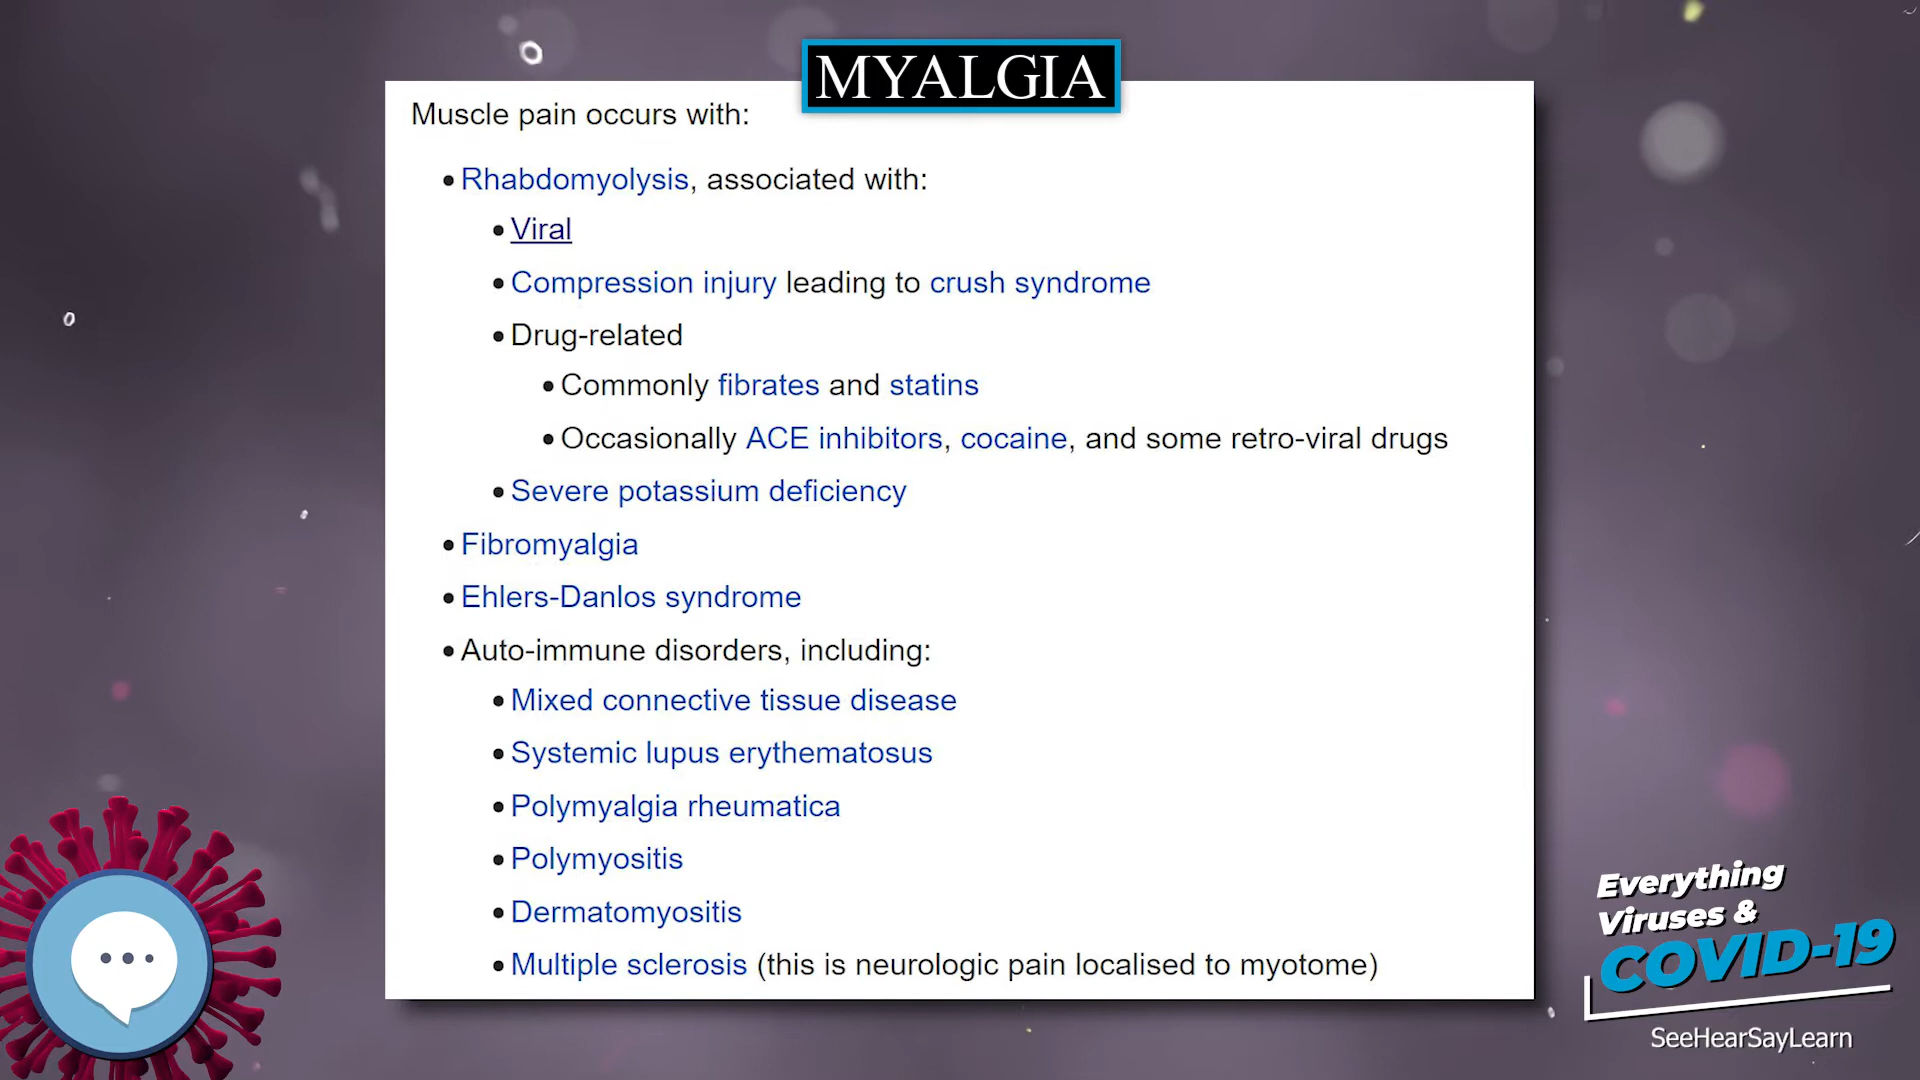 MYALGIA
Muscle pain occurs with:
Rhabdomyolysis, associated with:
Viral
Compression injury leading to crush syndrome
Drug-related
Commonly fibrates and statins
Occasionally ACE inhibitors, cocaine, and some retro-viral drugs
Severe potassium deficiency
Fibromyalgia
Ehlers-Danlos syndrome
Auto-immune disorders, including:
Mixed connective tissue disease
Systemic lupus erythematosus
Polymyalgia rheumatica
Polymyositis
Dermatomyositis
Multiple sclerosis (this is neurologic pain localised to myotome)
Everything
Viruses &
COVID-19
SeeHearSayLearn